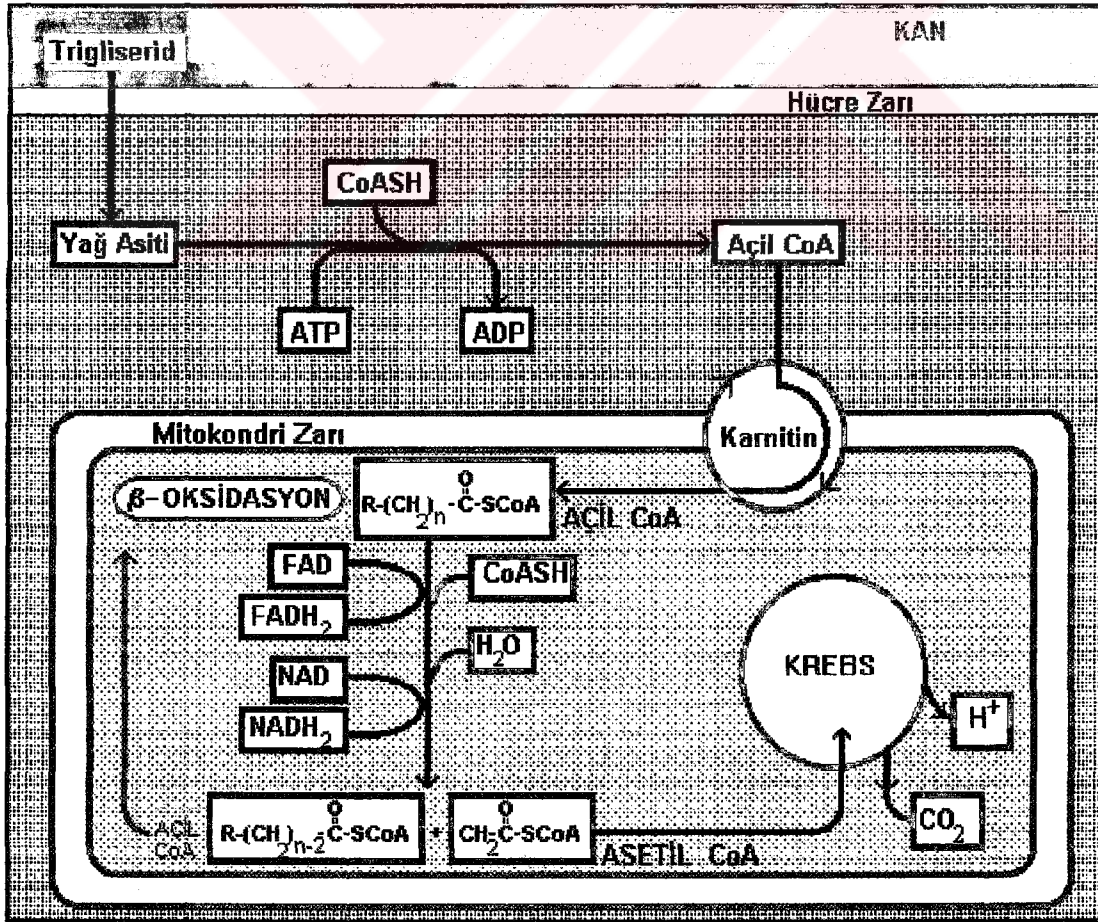 KAN
Trigliserid
Hücre Zarı
CoASH
Yağ Asiti
Açil CoA
ATP
ADP
Karnitin
Mitokondri Zarı
β-OKSİDASYON
O
R-(CH2)n-C-SCoA
AÇİL CoA
FAD
CoASH
FADH2
H2O
NAD
KREBS
NADH2
H+
O
O
AÇİL
CoA
R-(CH2)n-2-C-SCoA + CH2C-SCoA
CO2
ASETİL CoA